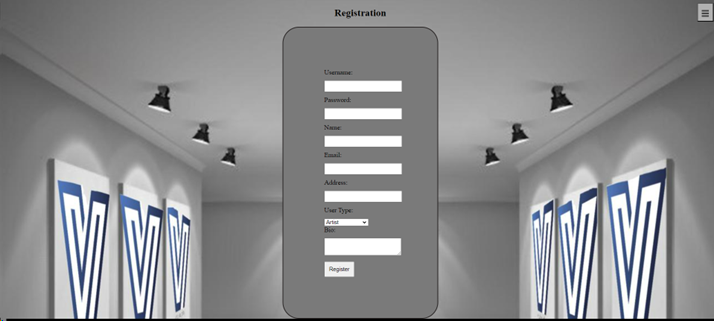 Registration
Username:
Password:
Name:
Email:
Address:
User Type:
Artist
Bio:
Register